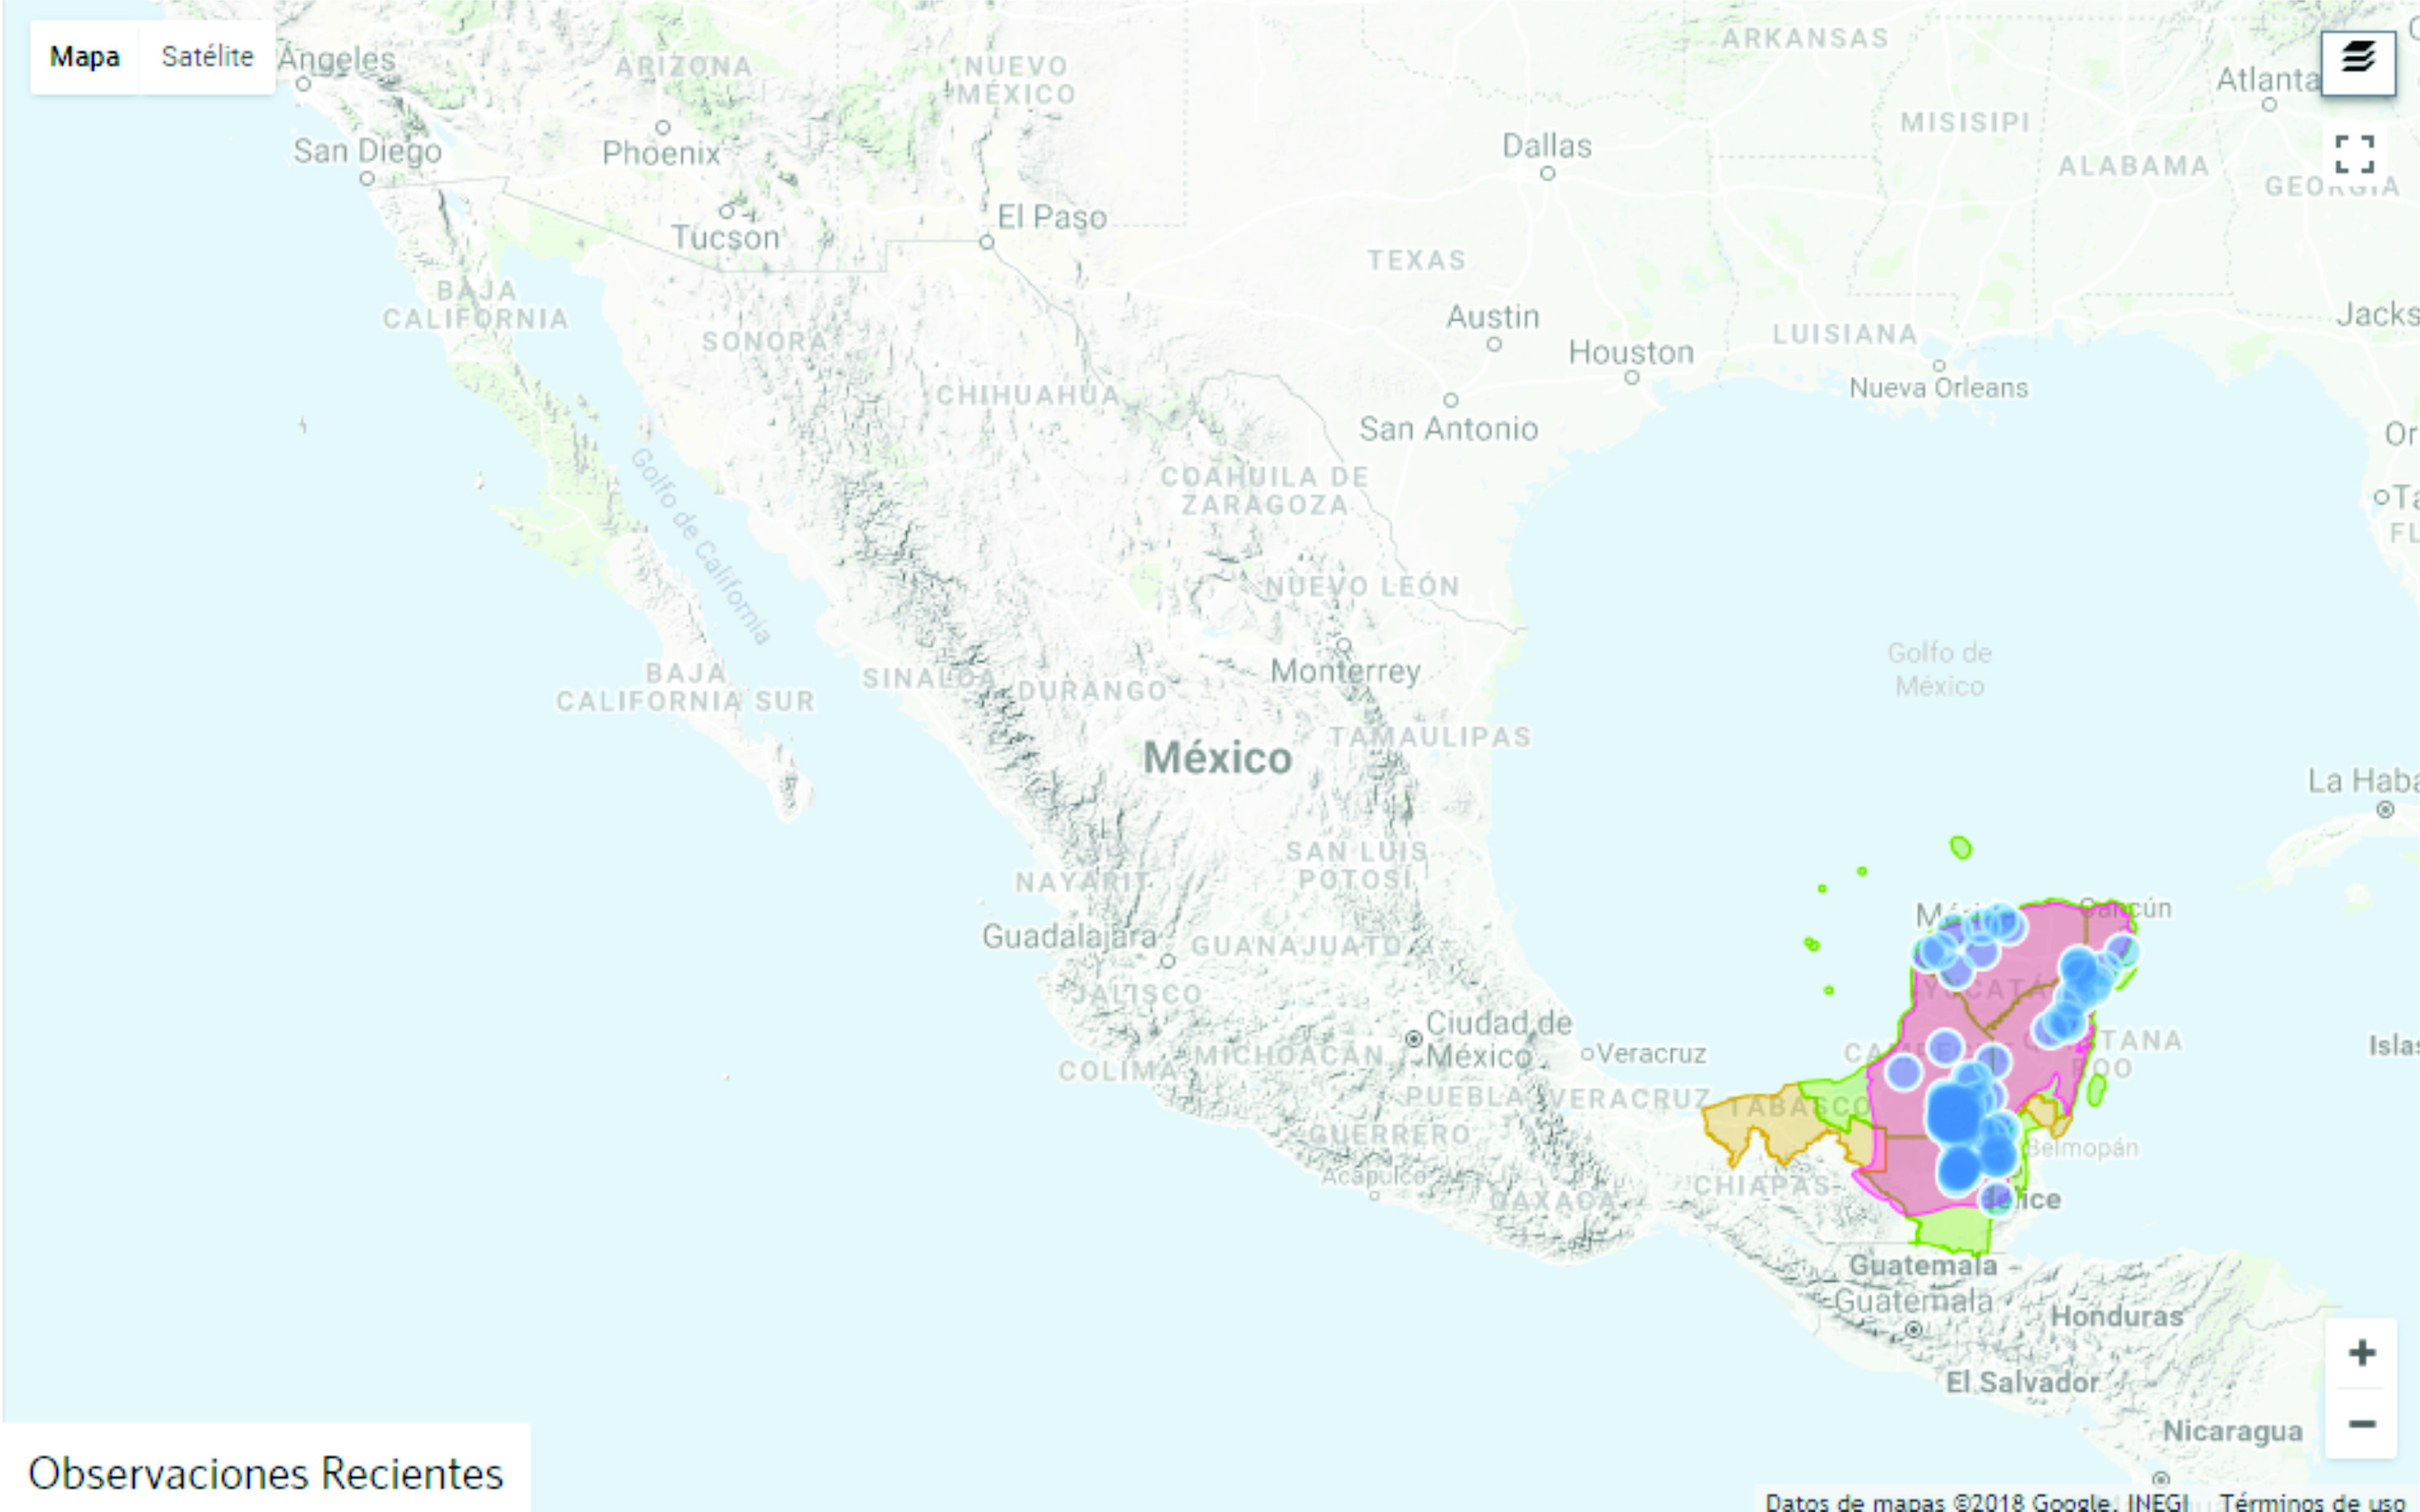 Mapa
Satélite
Ángeles
ARIZONA
NUEVO
MÉXICO
ARKANSAS
Atlanta
San Diego
Phoenix
Dallas
MISISIPI
ALABAMA
GEORGIA
Tucson
El Paso
TEXAS
BAJA
CALIFORNIA
SONORA
Austin
Houston
LUISIANA
Jacks
CHIHUAHUA
Nueva Orleans
San Antonio
Or
COAHUILA DE
ZARAGOZA
Golfo de California
Ta
FL
NUEVO LEÓN
Monterrey
Golfo de
México
BAJA
CALIFORNIA SUR
SINALOA
DURANGO
México
TAMAULIPAS
La Haba
SAN LUIS
POTOSÍ
NAYARIT
Cancún
Guadalajara
GUANAJUATO
JALISCO
Ciudad de
México
Veracruz
MICHOACÁN
COLIMA
PUEBLA
VERACRUZ
TABASCO
TANA
ROO
Islas
GUERRERO
Acapulco
OAXACA
CHIAPAS
Belmopán
Guatemala
Guatemala
Honduras
El Salvador
Nicaragua
+
−
Observaciones Recientes
Datos de mapas ©2018 Google, INEGI
Términos de uso